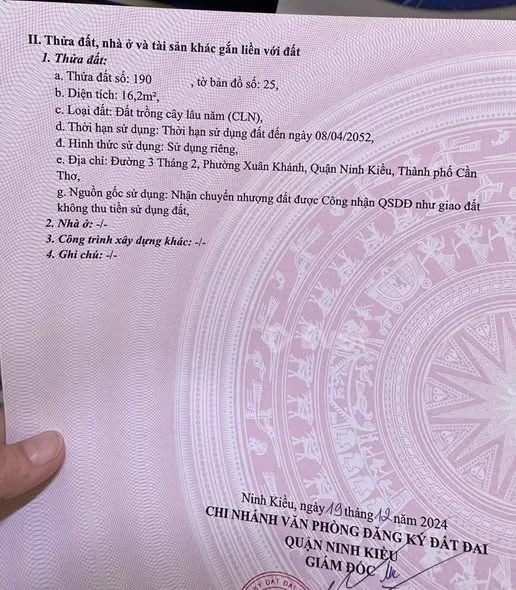 II. Thửa đất, nhà ở và tài sản khác gắn liền với đất
1. Thửa đất:
a. Thửa đất số: 190 , tờ bản đồ số: 25,
b. Diện tích: 16,2m²,
c. Loại đất: Đất trồng cây lâu năm (CLN),
d. Thời hạn sử dụng: Thời hạn sử dụng đất đến ngày 08/04/2052,
đ. Hình thức sử dụng: Sử dụng riêng,
e. Địa chỉ: Đường 3 Tháng 2, Phường Xuân Khánh, Quận Ninh Kiều, Thành phố Cần
Thơ,
g. Nguồn gốc sử dụng: Nhận chuyển nhượng đất được Công nhận QSDĐ như giao đất
không thu tiền sử dụng đất,
2. Nhà ở: -/-
3. Công trình xây dựng khác: -/-
4. Ghi chú: -/-
Ninh Kiều, ngày 19 tháng 12 năm 2024
CHI NHÁNH VĂN PHÒNG ĐĂNG KÝ ĐẤT ĐAI
QUẬN NINH KIỀU
GIÁM ĐỐC
KÝ ĐẤT ĐAI